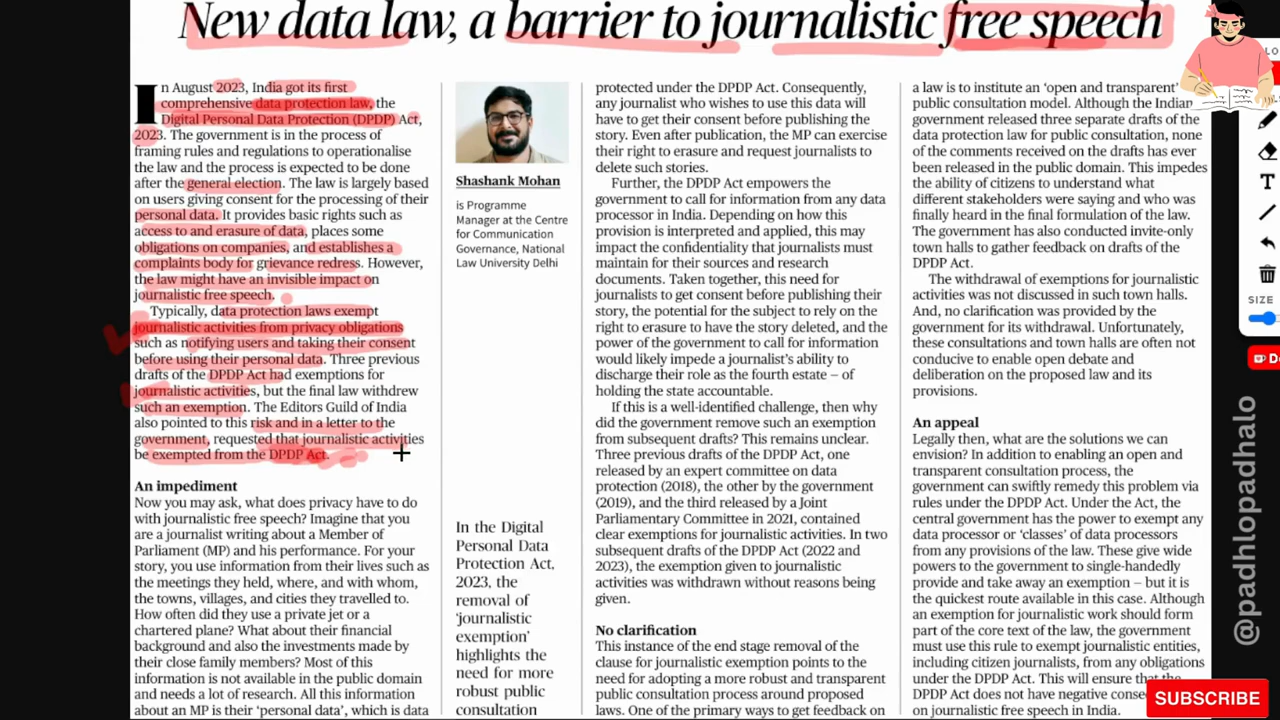 New data law, a barrier to journalistic free speech
In August 2023, India got its first
comprehensive data protection law, the
Digital Personal Data Protection (DPDP) Act,
2023. The government is in the process of
framing rules and regulations to operationalise
the law and the process is expected to be done
after the general election. The law is largely based
on users giving consent for the processing of their
personal data. It provides basic rights such as
access to and erasure of data, places some
obligations on companies, and establishes a
complaints body for grievance redress. However,
the law might have an invisible impact on
journalistic free speech.
Typically, data protection laws exempt
journalistic activities from privacy obligations
such as notifying users and taking their consent
before using their personal data. Three previous
drafts of the DPDP Act had exemptions for
journalistic activities, but the final law withdrew
such an exemption. The Editors Guild of India
also pointed to this risk and in a letter to the
government, requested that journalistic activities
be exempted from the DPDP Act.
An impediment
Now you may ask, what does privacy have to do
with journalistic free speech? Imagine that you
are a journalist writing about a Member of
Parliament (MP) and his performance. For your
story, you use information from their lives such as
the meetings they held, where, and with whom,
the towns, villages, and cities they travelled to.
How often did they use a private jet or a
chartered plane? What about their financial
background and also the investments made by
their close family members? Most of this
information is not available in the public domain
and needs a lot of research. All this information
about an MP is their 'personal data', which is data
Shashank Mohan
is Programme
Manager at the Centre
for Communication
Governance, National
Law University Delhi
In the Digital
Personal Data
Protection Act,
2023, the
removal of
'journalistic
exemption'
highlights the
need for more
robust public
consultation
protected under the DPDP Act. Consequently,
any journalist who wishes to use this data will
have to get their consent before publishing the
story. Even after publication, the MP can exercise
their right to erasure and request journalists to
delete such stories.
Further, the DPDP Act empowers the
government to call for information from any data
processor in India. Depending on how this
provision is interpreted and applied, this may
impact the confidentiality that journalists must
maintain for their sources and research
documents. Taken together, this need for
journalists to get consent before publishing their
story, the potential for the subject to rely on the
right to erasure to have the story deleted, and the
power of the government to call for information
would likely impede a journalist's ability to
discharge their role as the fourth estate – of
holding the state accountable.
If this is a well-identified challenge, then why
did the government remove such an exemption
from subsequent drafts? This remains unclear.
Three previous drafts of the DPDP Act, one
released by an expert committee on data
protection (2018), the other by the government
(2019), and the third released by a Joint
Parliamentary Committee in 2021, contained
clear exemptions for journalistic activities. In two
subsequent drafts of the DPDP Act (2022 and
2023), the exemption given to journalistic
activities was withdrawn without reasons being
given.
No clarification
This instance of the end stage removal of the
clause for journalistic exemption points to the
need for adopting a more robust and transparent
public consultation process around proposed
laws. One of the primary ways to get feedback on
a law is to institute an 'open and transparent'
public consultation model. Although the Indian
government released three separate drafts of the
data protection law for public consultation, none
of the comments received on the drafts has ever
been released in the public domain. This impedes
the ability of citizens to understand what
different stakeholders were saying and who was
finally heard in the final formulation of the law.
The government has also conducted invite-only
town halls to gather feedback on drafts of the
DPDP Act.
The withdrawal of exemptions for journalistic
activities was not discussed in such town halls.
And, no clarification was provided by the
government for its withdrawal. Unfortunately,
these consultations and town halls are often not
conducive to enable open debate and
deliberation on the proposed law and its
provisions.
An appeal
Legally then, what are the solutions we can
envision? In addition to enabling an open and
transparent consultation process, the
government can swiftly remedy this problem via
rules under the DPDP Act. Under the Act, the
central government has the power to exempt any
data processor or 'classes' of data processors
from any provisions of the law. These give wide
powers to the government to single-handedly
provide and take away an exemption – but it is
the quickest route available in this case. Although
an exemption for journalistic work should form
part of the core text of the law, the government
must use this rule to exempt journalistic entities,
including citizen journalists, from any obligations
under the DPDP Act. This will ensure that the
DPDP Act does not have negative
on journalistic free speech in India.
T
SIZE
@padhlopadhalo
SUBSCRIBE